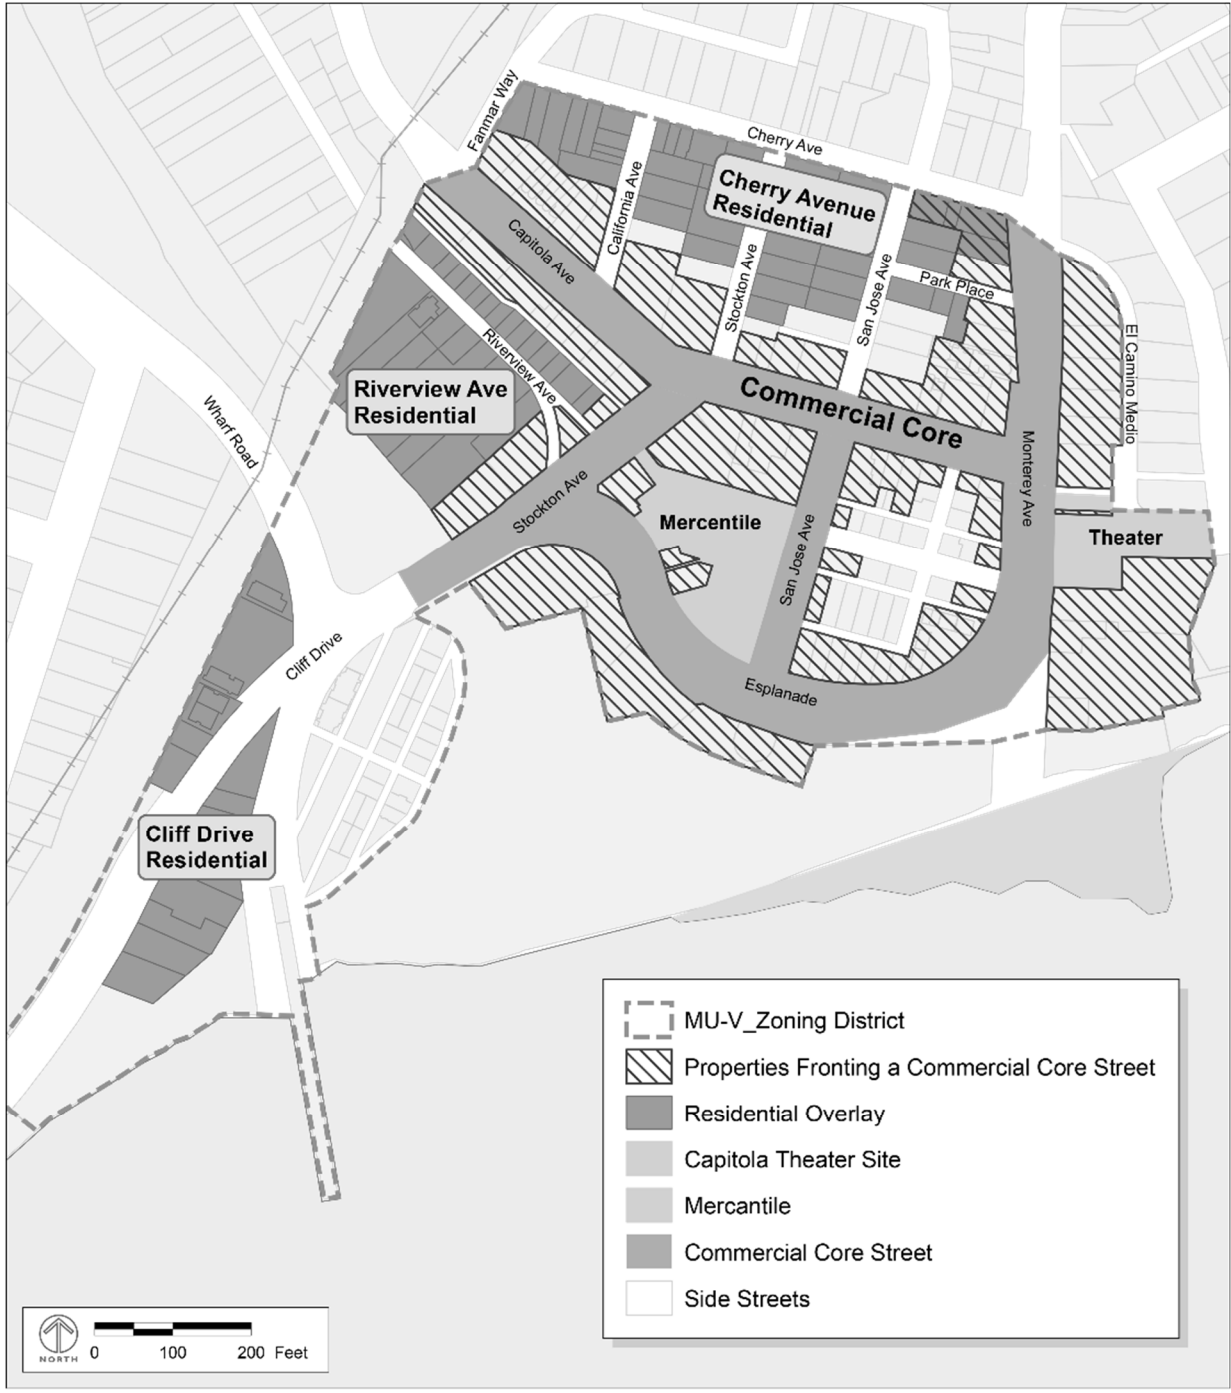 Fanmar Way
Cherry Ave
Cherry Avenue
Residential
California Ave
Capitola Ave
Stockton Ave
San Jose Ave
Park Place
El Camino Medio
Riverview Ave
Riverview Ave
Residential
Commercial Core
Wharf Road
Monterey Ave
Stockton Ave
Mercentile
San Jose Ave
Theater
Cliff Drive
Esplanade
Cliff Drive
Residential
MU-V_Zoning District
Properties Fronting a Commercial Core Street
Residential Overlay
Capitola Theater Site
Mercantile
Commercial Core Street
Side Streets
NORTH
0 100 200 Feet